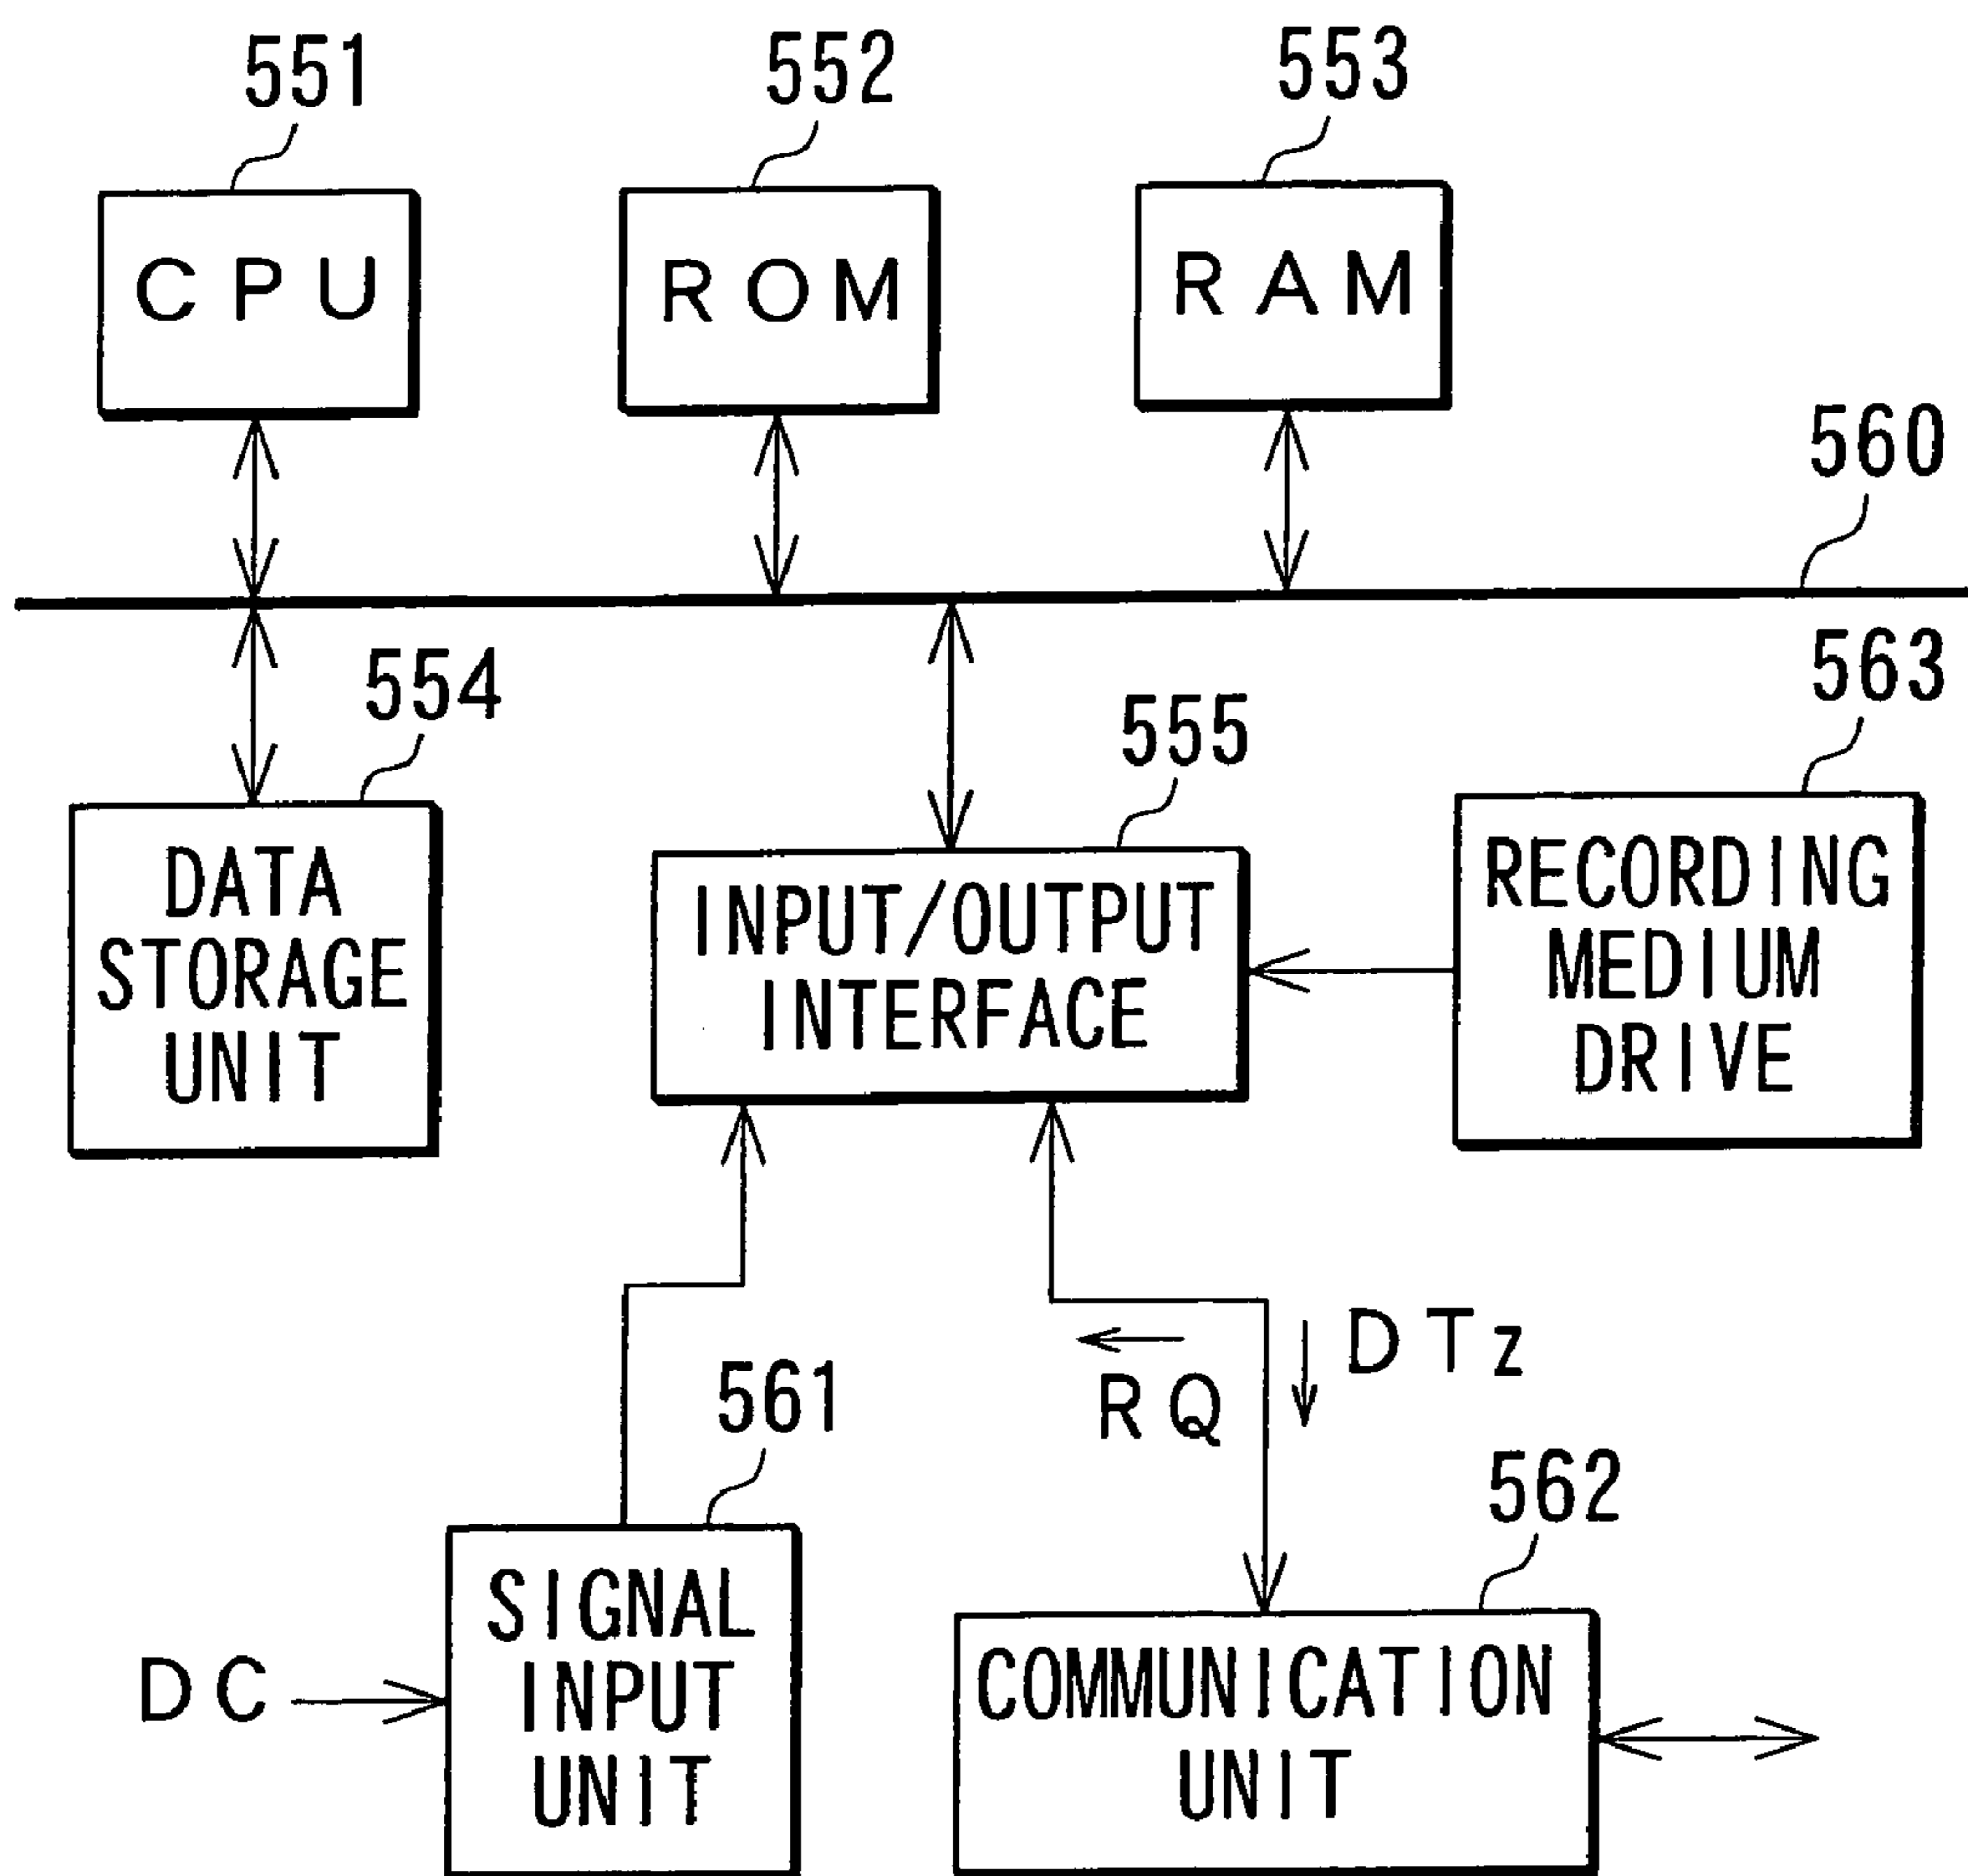 551
552
553
CPU
ROM
RAM
560
554
555
563
DATA
STORAGE
UNIT
INPUT/OUTPUT
INTERFACE
RECORDING
MEDIUM
DRIVE
DTz
RQ
561
562
DC
SIGNAL
INPUT
UNIT
COMMUNICATION
UNIT